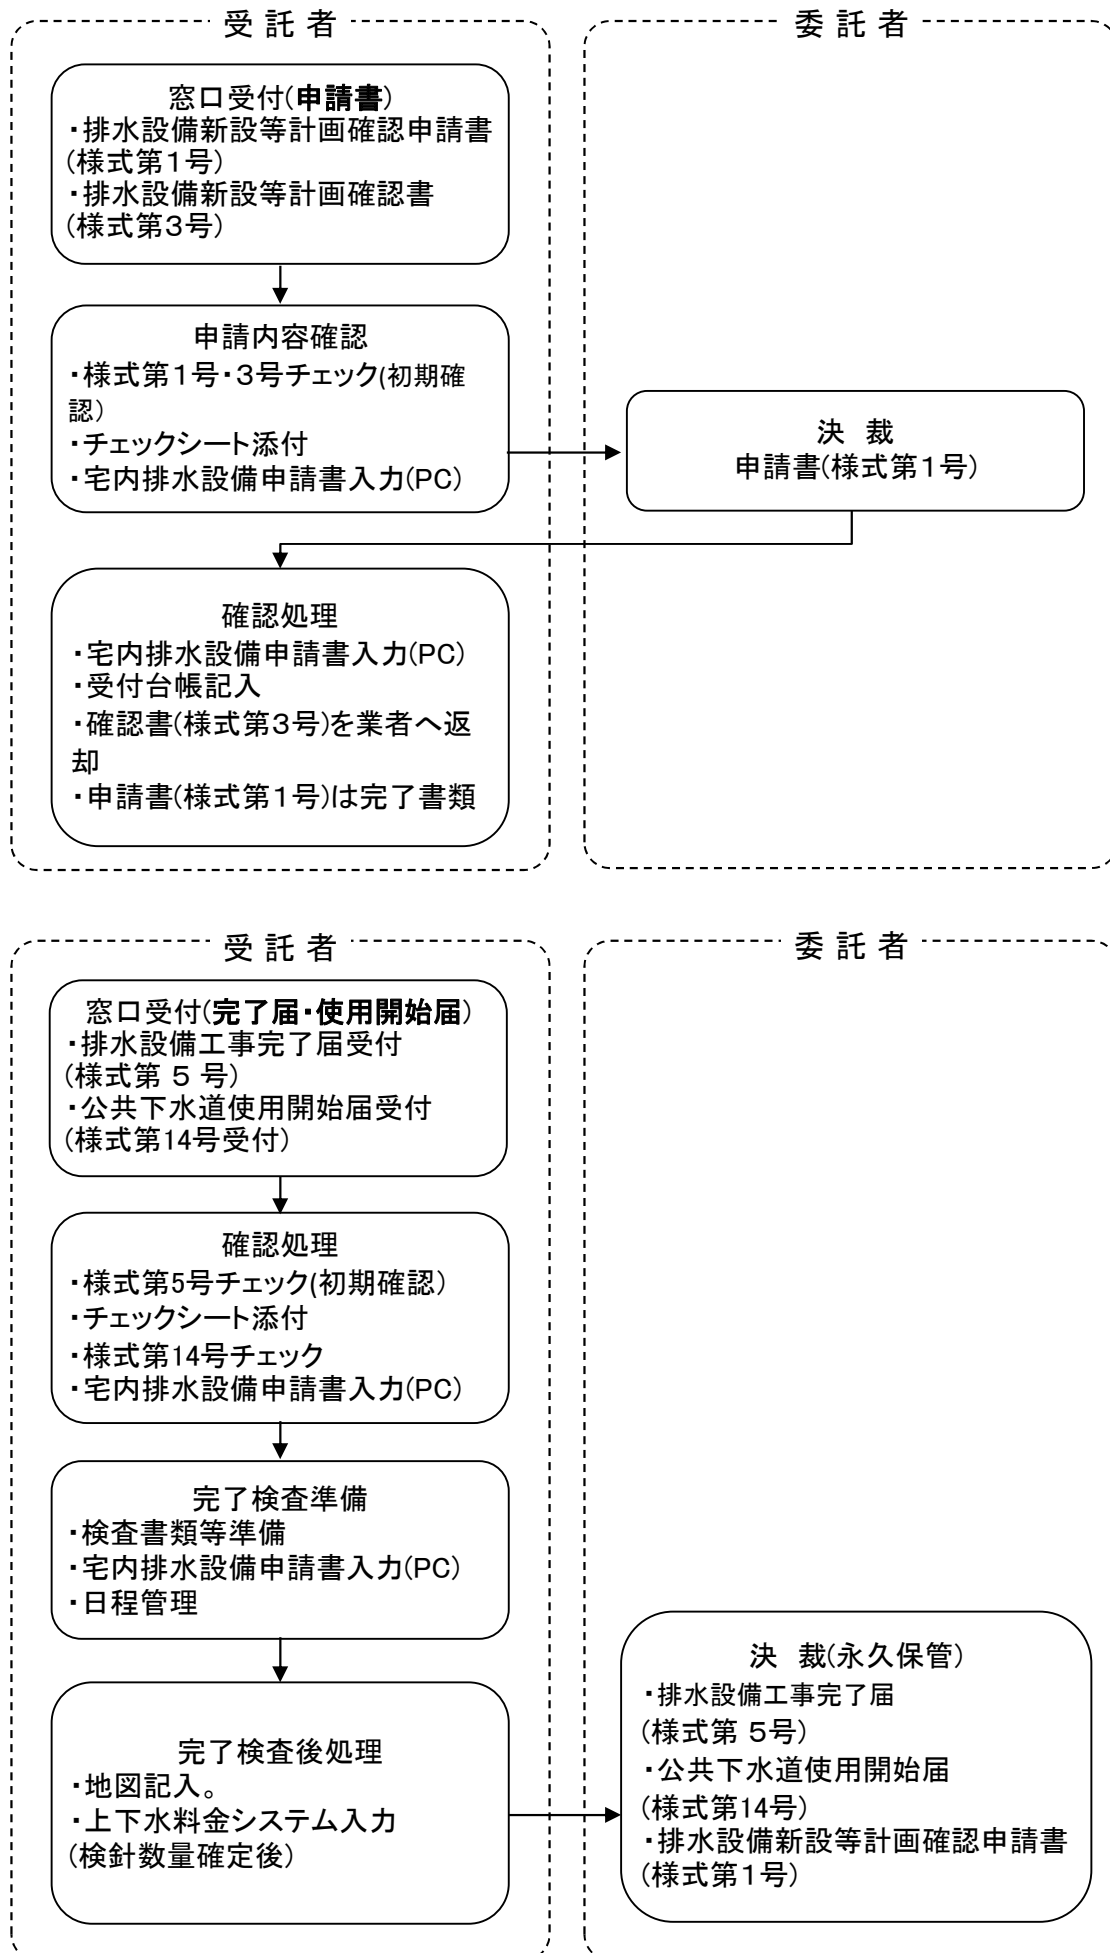 受 託 者
委 託 者
窓口受付(申請書)
・排水設備新設等計画確認申請書
(様式第1号)
・排水設備新設等計画確認書
(様式第3号)
申請内容確認
・様式第1号・3号チェック(初期確
認)
・チェックシート添付
・宅内排水設備申請書入力(PC)
決 裁
申請書(様式第1号)
確認処理
・宅内排水設備申請書入力(PC)
・受付台帳記入
・確認書(様式第3号)を業者へ返
却
・申請書(様式第1号)は完了書類
受 託 者
委 託 者
窓口受付(完了届・使用開始届)
・排水設備工事完了届受付
(様式第 5 号)
・公共下水道使用開始届受付
(様式第14号受付)
確認処理
・様式第5号チェック(初期確認)
・チェックシート添付
・様式第14号チェック
・宅内排水設備申請書入力(PC)
完了検査準備
・検査書類等準備
・宅内排水設備申請書入力(PC)
・日程管理
完了検査後処理
・地図記入。
・上下水料金システム入力
(検針数量確定後)
決 裁(永久保管)
・排水設備工事完了届
(様式第 5号)
・公共下水道使用開始届
(様式第14号)
・排水設備新設等計画確認申請書
(様式第1号)